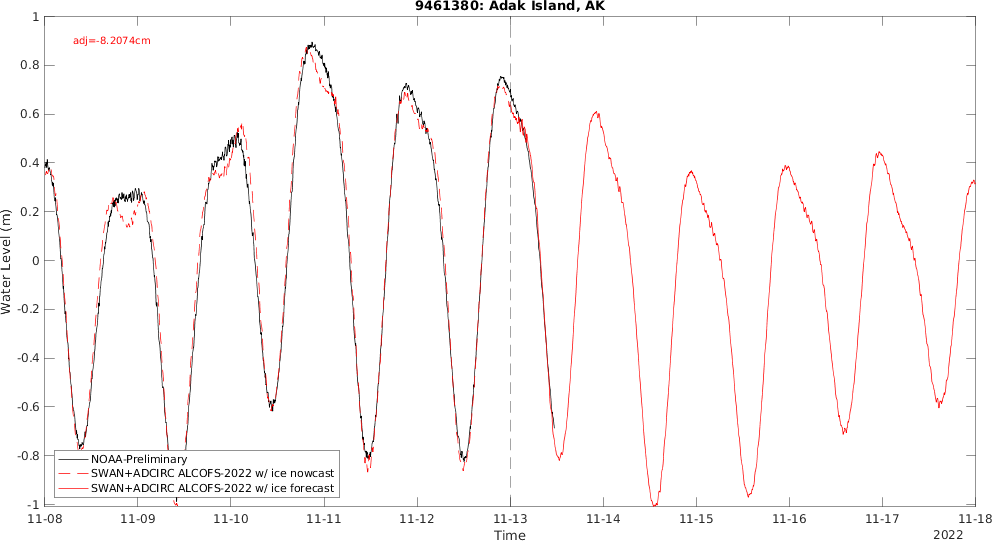 9461380: Adak Island, AK
adj=-8.2074cm
Water Level (m)
1
0.8
0.6
0.4
0.2
0
-0.2
-0.4
-0.6
-0.8
-1
NOAA-Preliminary
SWAN+ADCIRC ALCOFS-2022 w/ ice nowcast
SWAN+ADCIRC ALCOFS-2022 w/ ice forecast
11-08 11-09 11-10 11-11 11-12 11-13 11-14 11-15 11-16 11-17 11-18
Time
2022